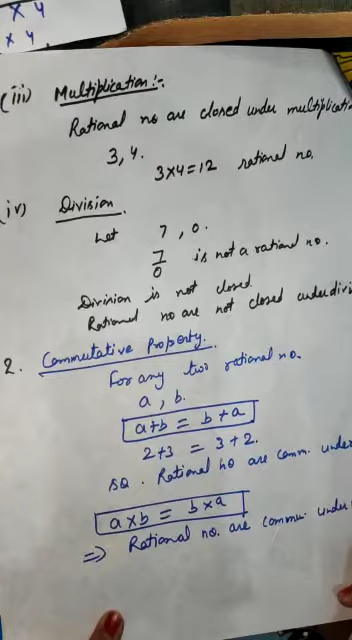 x 4
x 4.
(iii) Multiplication:-
Rational no are closed under multiplicatio
3, 4.
3x4=12 rational no.
(iv) Division.
Let 7, 0.
7/0 is not a rational no.
Division is not closed.
Rational no are not closed under divi
2. Commutative Property.
For any two rational no.
a, b.
a+b = b+a
2+3 = 3+2.
so. Rational no are comm. under
a x b = b x a
=> Rational no. are commu. under